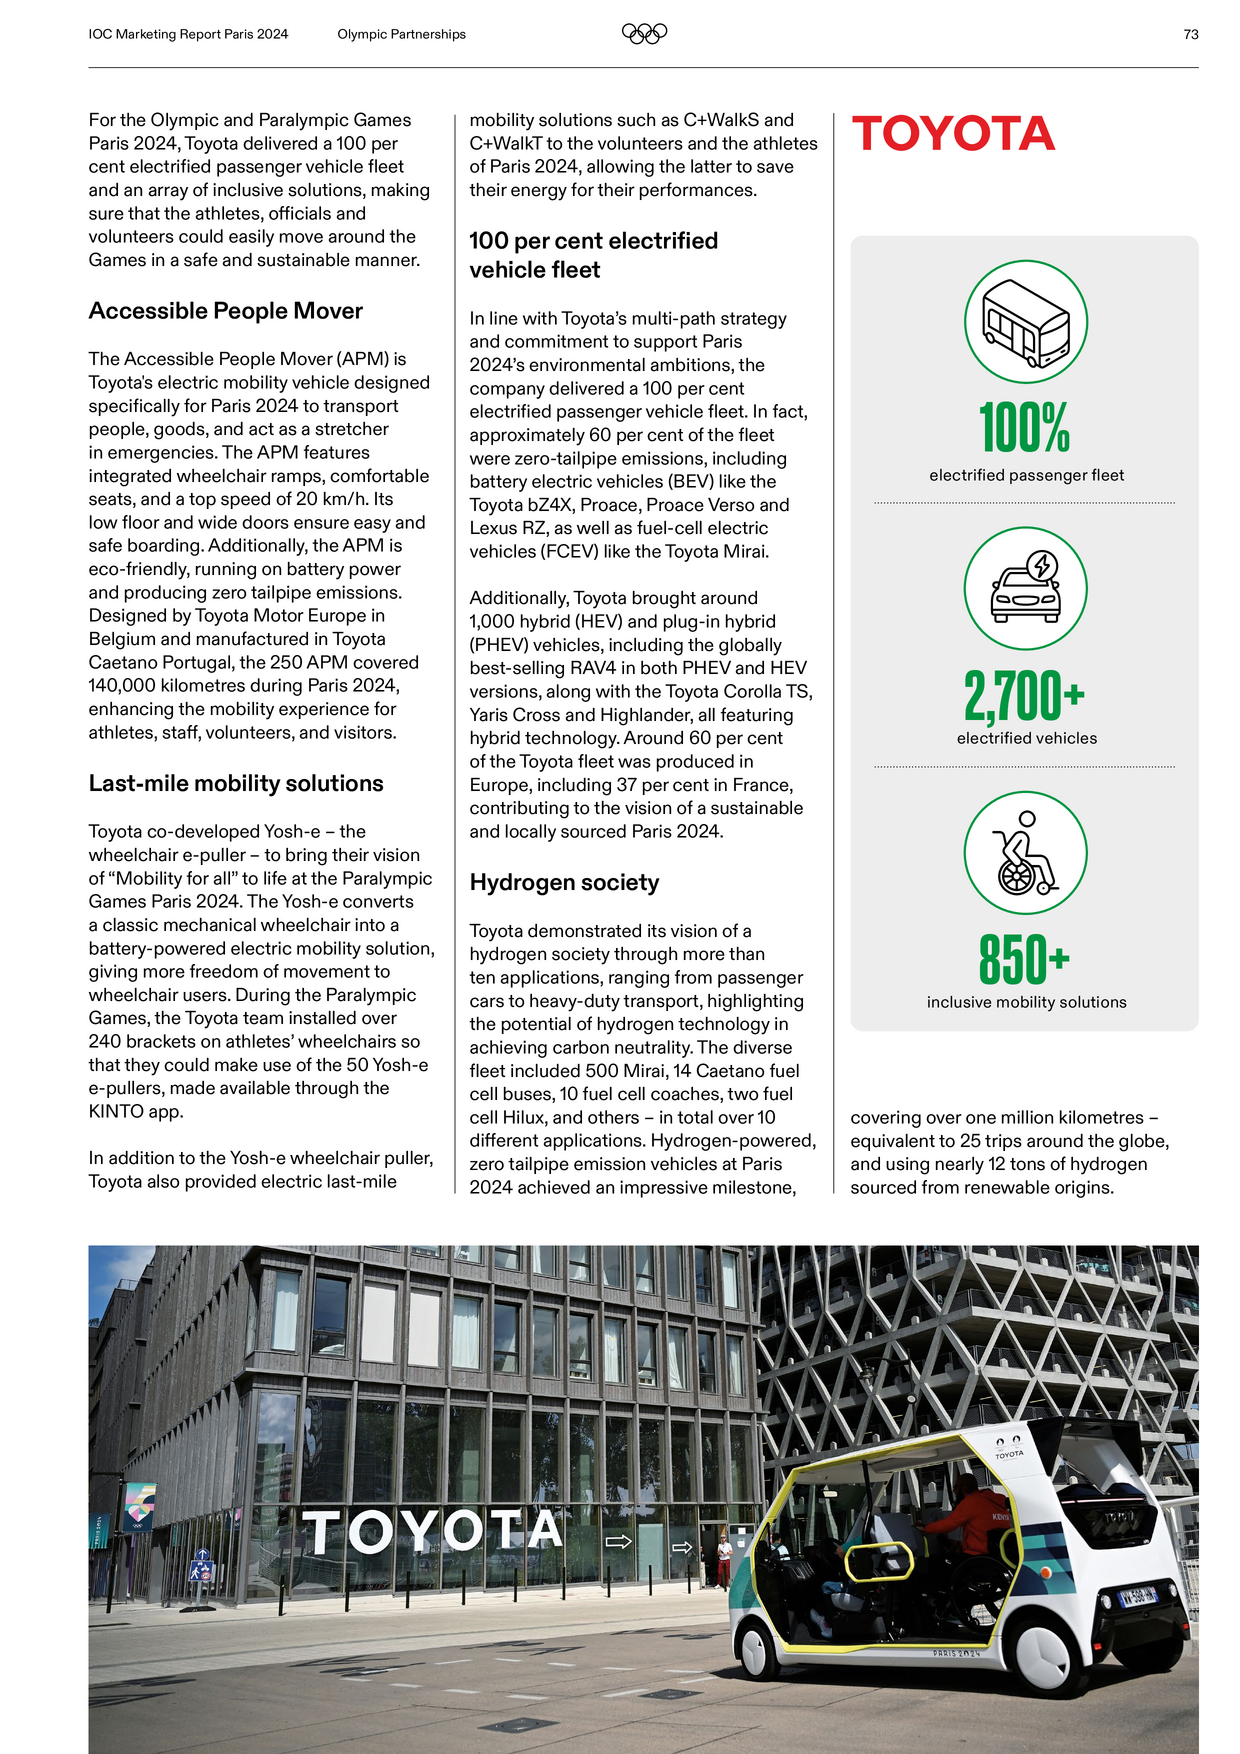 IOC Marketing Report Paris 2024
Olympic Partnerships
73
For the Olympic and Paralympic Games
Paris 2024, Toyota delivered a 100 per
cent electrified passenger vehicle fleet
and an array of inclusive solutions, making
sure that the athletes, officials and
volunteers could easily move around the
Games in a safe and sustainable manner.
Accessible People Mover
The Accessible People Mover (APM) is
Toyota's electric mobility vehicle designed
specifically for Paris 2024 to transport
people, goods, and act as a stretcher
in emergencies. The APM features
integrated wheelchair ramps, comfortable
seats, and a top speed of 20 km/h. Its
low floor and wide doors ensure easy and
safe boarding. Additionally, the APM is
eco-friendly, running on battery power
and producing zero tailpipe emissions.
Designed by Toyota Motor Europe in
Belgium and manufactured in Toyota
Caetano Portugal, the 250 APM covered
140,000 kilometres during Paris 2024,
enhancing the mobility experience for
athletes, staff, volunteers, and visitors.
Last-mile mobility solutions
Toyota co-developed Yosh-e – the
wheelchair e-puller – to bring their vision
of “Mobility for all” to life at the Paralympic
Games Paris 2024. The Yosh-e converts
a classic mechanical wheelchair into a
battery-powered electric mobility solution,
giving more freedom of movement to
wheelchair users. During the Paralympic
Games, the Toyota team installed over
240 brackets on athletes’ wheelchairs so
that they could make use of the 50 Yosh-e
e-pullers, made available through the
KINTO app.
In addition to the Yosh-e wheelchair puller,
Toyota also provided electric last-mile
mobility solutions such as C+WalkS and
C+WalkT to the volunteers and the athletes
of Paris 2024, allowing the latter to save
their energy for their performances.
100 per cent electrified
vehicle fleet
In line with Toyota’s multi-path strategy
and commitment to support Paris
2024’s environmental ambitions, the
company delivered a 100 per cent
electrified passenger vehicle fleet. In fact,
approximately 60 per cent of the fleet
were zero-tailpipe emissions, including
battery electric vehicles (BEV) like the
Toyota bZ4X, Proace, Proace Verso and
Lexus RZ, as well as fuel-cell electric
vehicles (FCEV) like the Toyota Mirai.
Additionally, Toyota brought around
1,000 hybrid (HEV) and plug-in hybrid
(PHEV) vehicles, including the globally
best-selling RAV4 in both PHEV and HEV
versions, along with the Toyota Corolla TS,
Yaris Cross and Highlander, all featuring
hybrid technology. Around 60 per cent
of the Toyota fleet was produced in
Europe, including 37 per cent in France,
contributing to the vision of a sustainable
and locally sourced Paris 2024.
Hydrogen society
Toyota demonstrated its vision of a
hydrogen society through more than
ten applications, ranging from passenger
cars to heavy-duty transport, highlighting
the potential of hydrogen technology in
achieving carbon neutrality. The diverse
fleet included 500 Mirai, 14 Caetano fuel
cell buses, 10 fuel cell coaches, two fuel
cell Hilux, and others – in total over 10
different applications. Hydrogen-powered,
zero tailpipe emission vehicles at Paris
2024 achieved an impressive milestone,
TOYOTA
100%
electrified passenger fleet
2,700+
electrified vehicles
850+
inclusive mobility solutions
covering over one million kilometres –
equivalent to 25 trips around the globe,
and using nearly 12 tons of hydrogen
sourced from renewable origins.
TOYOTA
TOYOTA
TOYOTA
PARIS 2024